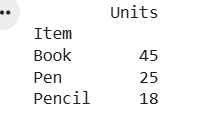 Units
Item
Book 45
Pen 25
Pencil 18